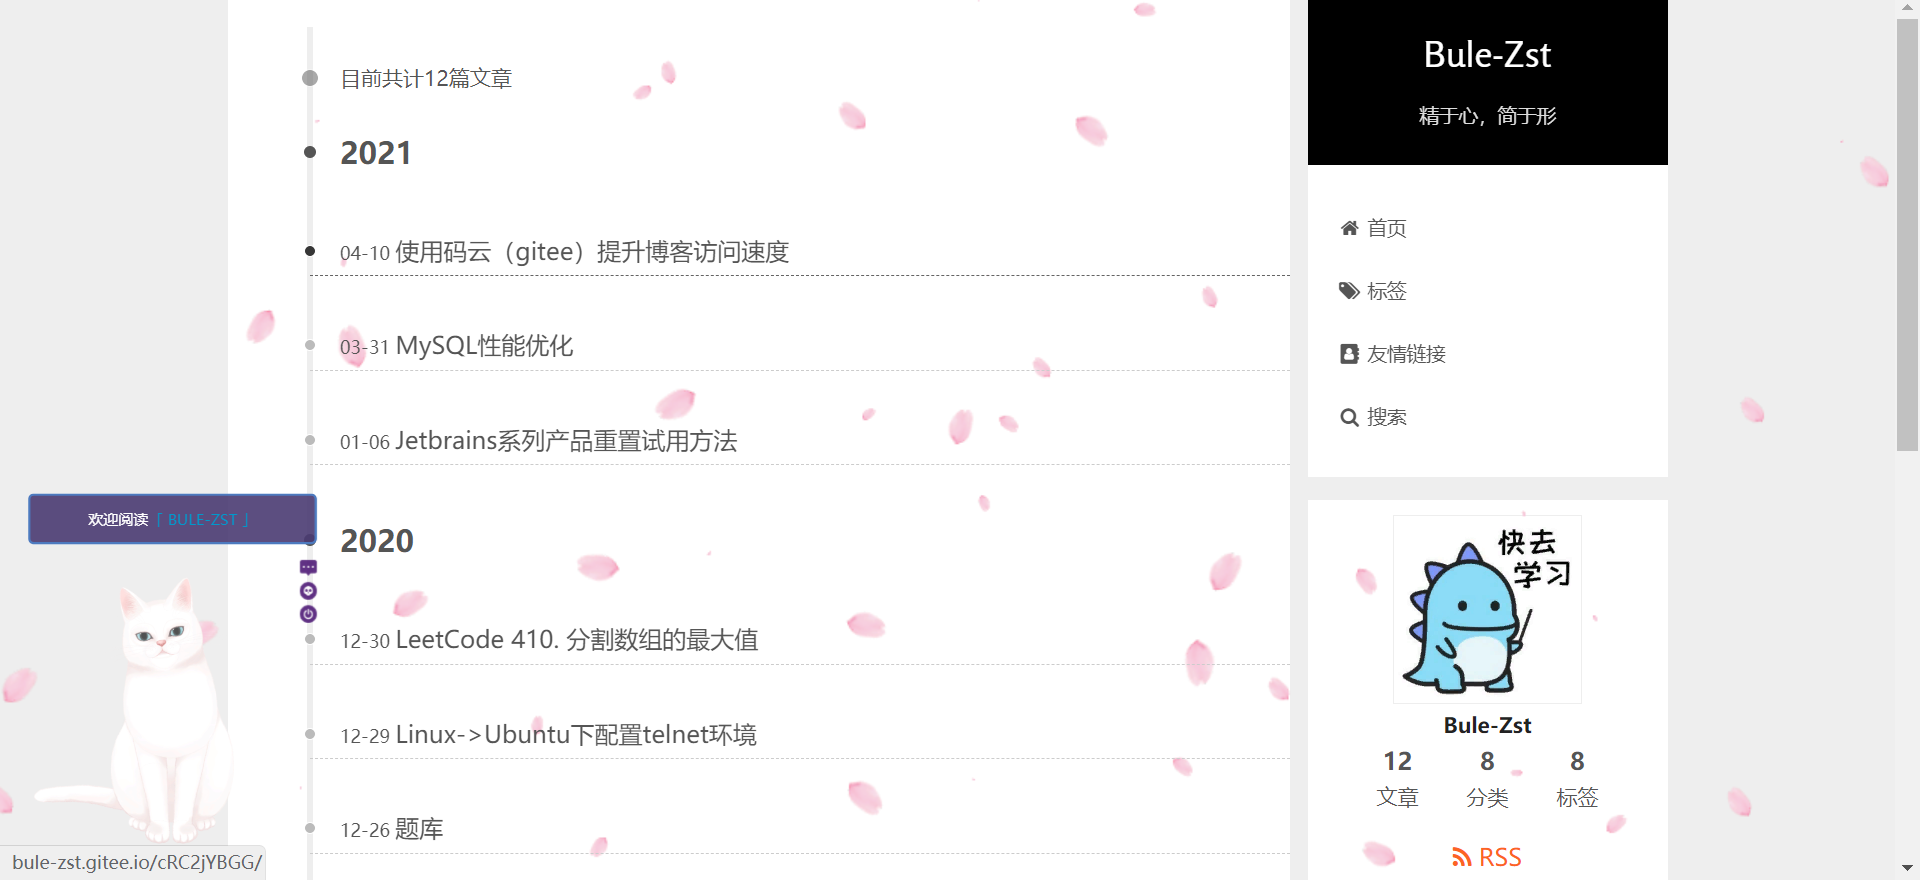 目前共计12篇文章
2021
04-10 使用码云（gitee）提升博客访问速度
03-31 MySQL性能优化
01-06 Jetbrains系列产品重置试用方法
2020
12-30 LeetCode 410. 分割数组的最大值
12-29 Linux->Ubuntu下配置telnet环境
12-26 题库
欢迎阅读「 BULE-ZST 」
bule-zst.gitee.io/cRC2jYBGG/
Bule-Zst
精于心，简于形
首页
标签
友情链接
搜索
快去
学习
Bule-Zst
12 8 8
文章 分类 标签
RSS